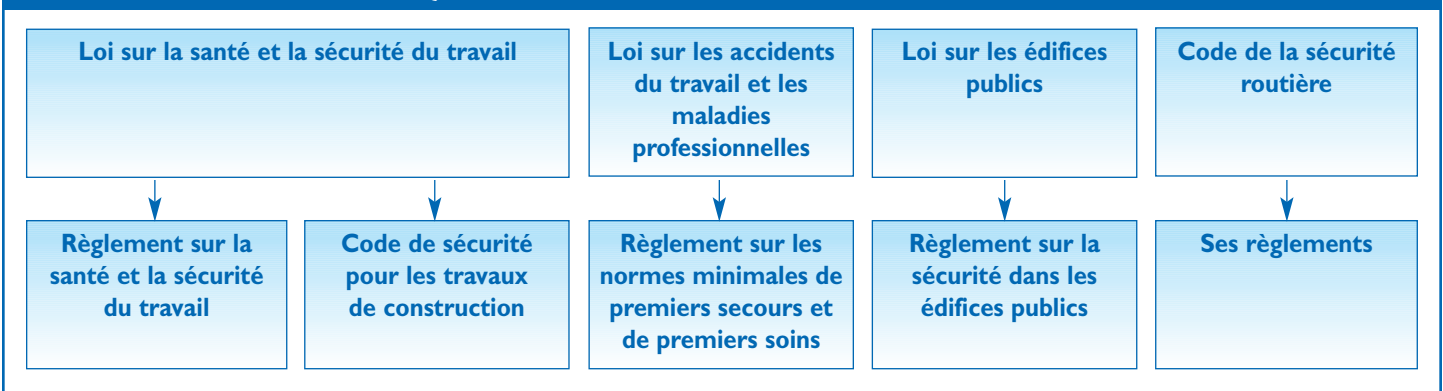 Loi sur la santé et la sécurité du travail
Loi sur les accidents
du travail et les
maladies
professionnelles
Loi sur les édifices
publics
Code de la sécurité
routière
Règlement sur la
santé et la sécurité
du travail
Code de sécurité
pour les travaux
de construction
Règlement sur les
normes minimales de
premiers secours et
de premiers soins
Règlement sur la
sécurité dans les
édifices publics
Ses règlements